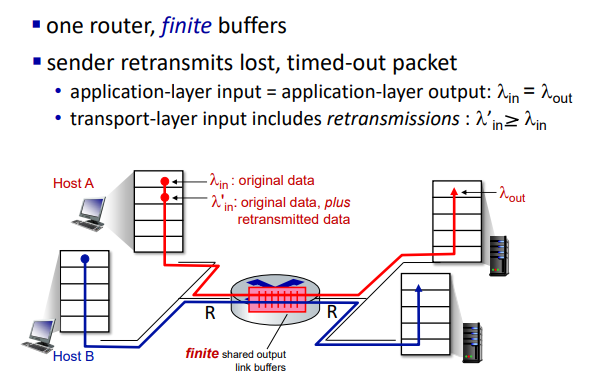 ▪ one router, finite buffers
▪ sender retransmits lost, timed-out packet
• application-layer input = application-layer output: λin = λout
• transport-layer input includes retransmissions : λ'in ≥ λin
Host A
λin : original data
λ'in: original data, plus
retransmitted data
λout
R
R
Host B
finite shared output
link buffers